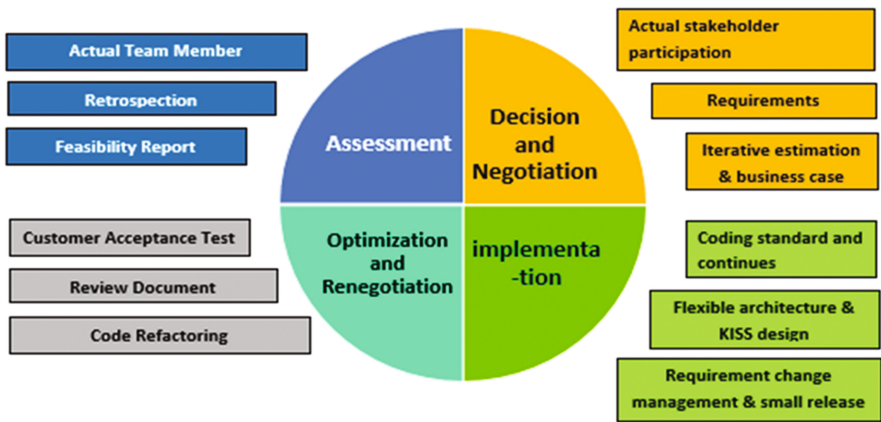 Actual Team Member
Retrospection
Feasibility Report
Assessment
Decision
and
Negotiation
Actual stakeholder
participation
Requirements
Iterative estimation
& business case
Customer Acceptance Test
Review Document
Code Refactoring
Optimization
and
Renegotiation
implementa
-tion
Coding standard and
continues
Flexible architecture &
KISS design
Requirement change
management & small release